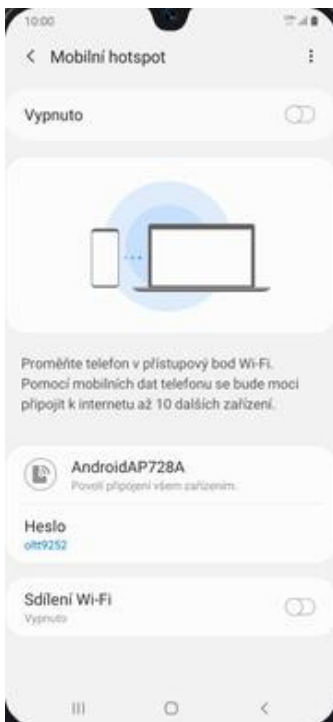 10:00
Mobilní hotspot
Vypnuto
Proměňte telefon v přístupový bod Wi-Fi.
Pomocí mobilních dat telefonu se bude moci
připojit k internetu až 10 dalších zařízení.
AndroidAP728A
Povolí připojení všem zařízením.
Heslo
oltt9252
Sdílení Wi-Fi
Vypnuto